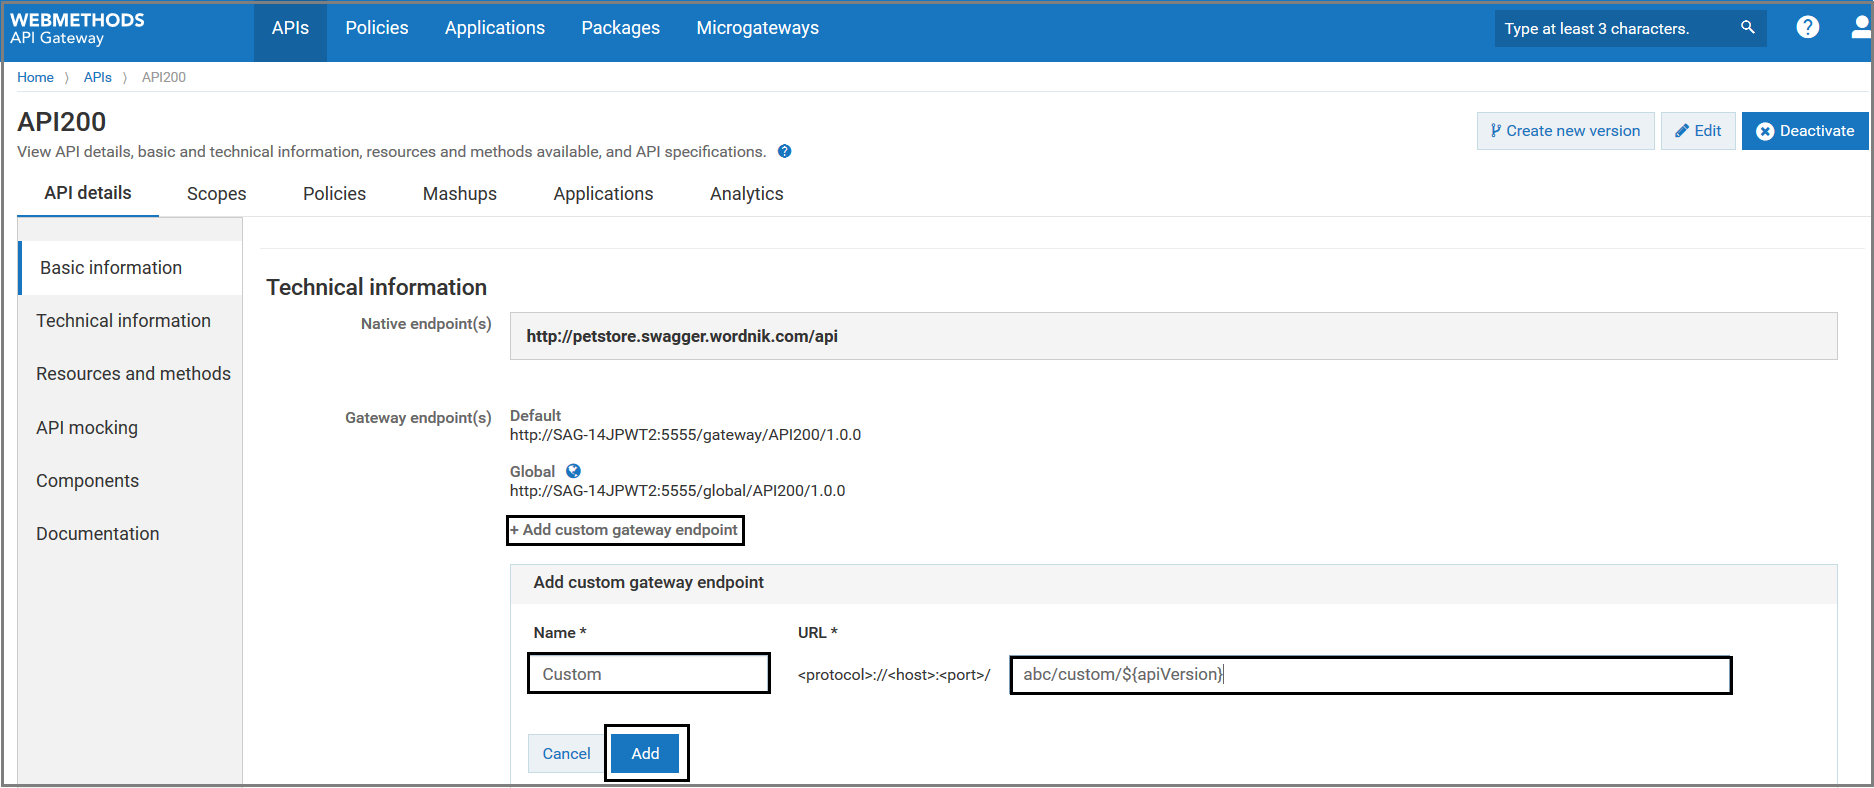 WEBMETHODS
API Gateway
APIs Policies Applications Packages Microgateways
Type at least 3 characters.
?
Home > APIs > API200
API200
Create new version Edit Deactivate
View API details, basic and technical information, resources and methods available, and API specifications. ?
API details Scopes Policies Mashups Applications Analytics
Basic information
Technical information
Resources and methods
API mocking
Components
Documentation
Technical information
Native endpoint(s)
http://petstore.swagger.wordnik.com/api
Gateway endpoint(s)
Default
http://SAG-14JPWT2:5555/gateway/API200/1.0.0
Global
http://SAG-14JPWT2:5555/global/API200/1.0.0
+ Add custom gateway endpoint
Add custom gateway endpoint
Name * URL *
Custom <protocol>://<host>:<port>/ abc/custom/${apiVersion}
Cancel Add